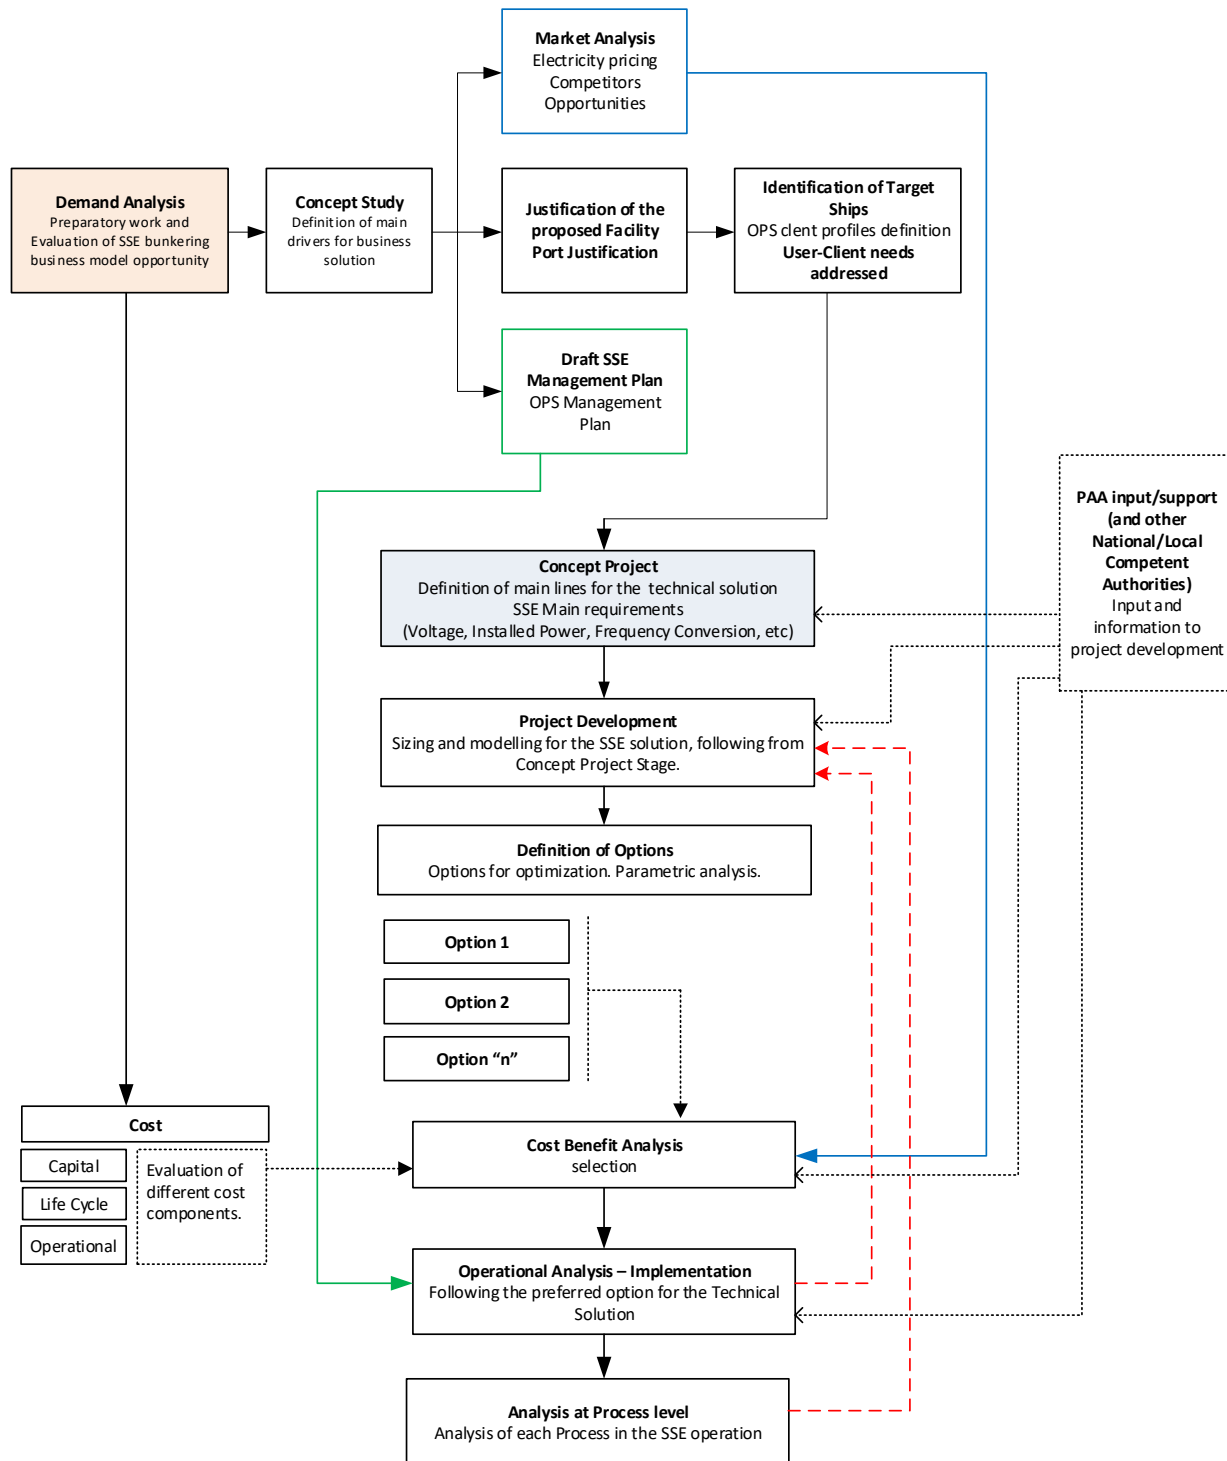 Market Analysis
Electricity pricing
Competitors
Opportunities
Demand Analysis
Preparatory work and
Evaluation of SSE bunkering
business model opportunity
Concept Study
Definition of main
drivers for business
solution
Justification of the
proposed Facility
Port Justification
Identification of Target
Ships
OPS clent profiles definition
User-Client needs
addressed
Draft SSE
Management Plan
OPS Management
Plan
PAA input/support
(and other
National/Local
Competent
Authorities)
Input and
information to
project development
Concept Project
Definition of main lines for the technical solution
SSE Main requirements
(Voltage, Installed Power, Frequency Conversion, etc)
Project Development
Sizing and modelling for the SSE solution, following from
Concept Project Stage.
Definition of Options
Options for optimization. Parametric analysis.
Option 1
Option 2
Option “n”
Cost
Capital
Life Cycle
Operational
Evaluation of
different cost
components.
Cost Benefit Analysis
selection
Operational Analysis – Implementation
Following the preferred option for the Technical
Solution
Analysis at Process level
Analysis of each Process in the SSE operation